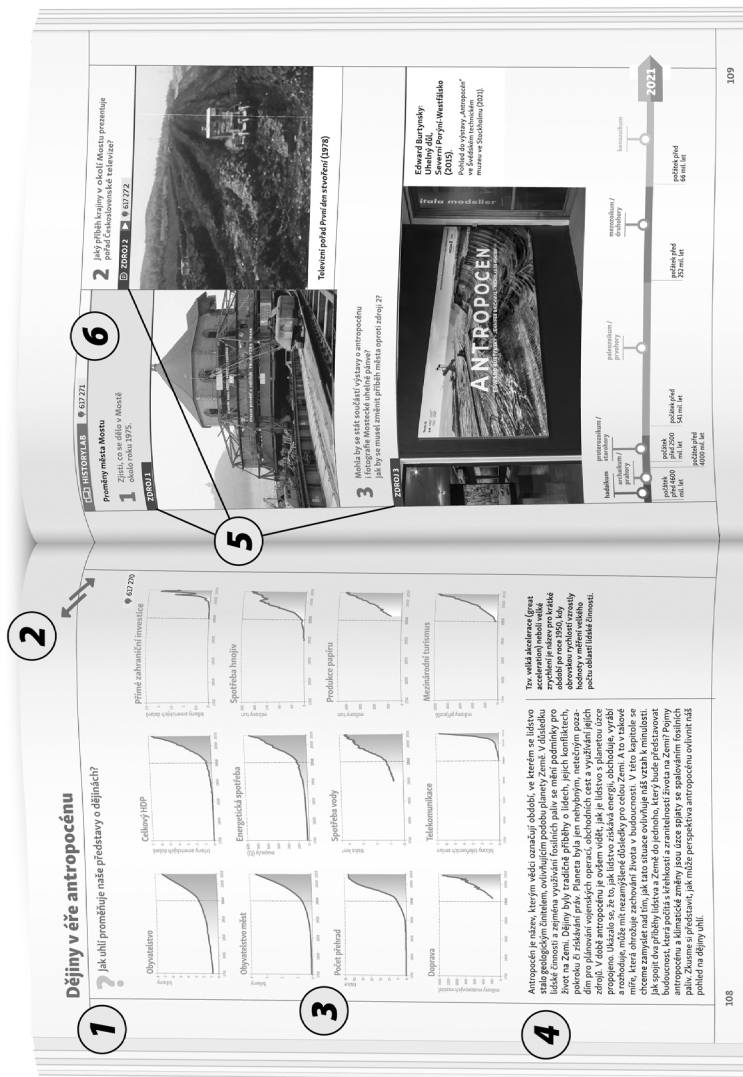 1
Dějiny v éře antropocénu
? Jak uhlí proměňuje naše představy o dějinách?
2
617 270
3
Obyvatelstvo
Celkový HDP
Přímé zahraniční investice
Obyvatelstvo měst
Energetická spotřeba
Spotřeba hnojiv
Počet přehrad
Spotřeba vody
Produkce papíru
Doprava
Telekomunikace
Mezinárodní turismus
4
Antropocén je název, kterým vědci označují období, ve kterém se lidstvo
stalo geologickým činitelem, ovlivňujícím podobu planety Země. V důsledku
lidské činnosti a zejména využívání fosilních paliv se mění podmínky pro
život na Zemi. Dějiny byly tradičně příběhy o lidech, jejich konfliktech,
pokroku či získávání práv. Planeta byla jen nehybným, netečným poza-
dím pro plánování vojenských operací, obchodních cest a využívání jejích
zdrojů. V době antropocénu je ovšem vidět, jak je lidstvo s planetou úzce
propojeno. Ukázalo se, že to, jak lidstvo získává energii, obchoduje, vyrábí
a rozhoduje, může mít nezamýšlené důsledky pro celou Zemi. A to v takové
míře, která ohrožuje zachování života v budoucnosti. V této kapitole se
chceme zamyslet nad tím, jak tato situace ovlivňuje náš vztah k minulosti.
Jak spojit dva příběhy lidstva a Země do jednoho, který bude představovat
budoucnost, která počítá s křehkostí a zranitelností života na Zemi? Pojmy
antropocénu a klimatické změny jsou úzce spjaty se spalováním fosilních
paliv. Zkusme si představit, jak může perspektiva antropocénu ovlivnit náš
pohled na dějiny uhlí.
Tzv. velká akcelerace (great
acceleration) neboli velké
zrychlení je název pro krátké
období po roce 1950, kdy
obrovskou rychlostí vzrostly
hodnoty v měření velkého
počtu oblastí lidské činnosti.
108
HISTORYLAB
617 271
6
Proměny města Mostu
1 Zjisti, co se dělo v Mostě
okolo roku 1975.
ZDROJ 1
2 Jaký příběh krajiny v okolí Mostu prezentuje
pořad Československé televize?
ZDROJ 2
617 272
5
Televizní pořad První den stvoření (1978)
3 Mohla by se stát součástí výstavy o antropocénu
i fotografie Mostecké uhelné pánve?
Jak by se musel změnit příběh města oproti zdroji 2?
ZDROJ 3
itala modeller
ANTROPOCEN
Edward Burtynsky:
Uhelný důl,
Severní Porýní-Westfálsko
(2015).
Pohled do výstavy „Antropocén“
ve Švédském technickém
muzeu ve Stockholmu (2021).
hadaikum
archaikum /
prahory
proterozoikum /
starohory
paleozoikum /
prvohory
mezozoikum /
druhohory
kenozoikum
2021
počátek
před 4600
mil. let
počátek před
4000 mil. let
počátek
před 2500
mil. let
počátek před
541 mil. let
počátek před
252 mil. let
počátek před
66 mil. let
109